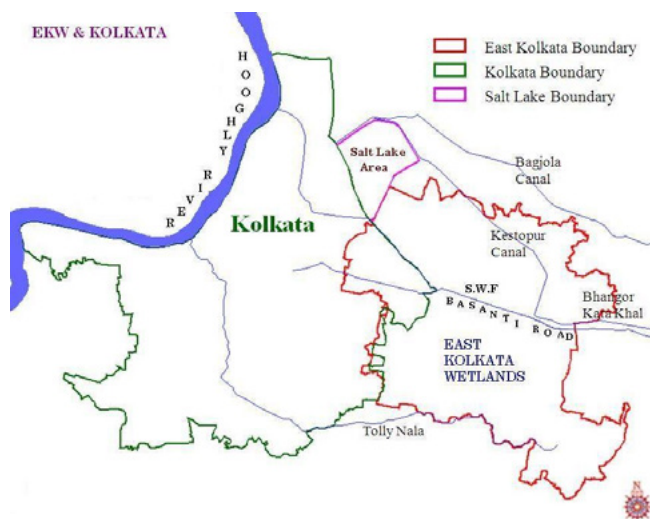 EKW & KOLKATA
East Kolkata Boundary
Kolkata Boundary
Salt Lake Boundary
HOOGHLY
RIVER
Salt Lake
Area
Bagjola
Canal
Kolkata
Kestopur
Canal
S.W.F
BASANTI ROAD
Bhangor
Kata Khal
EAST
KOLKATA
WETLANDS
Tolly Nala
N